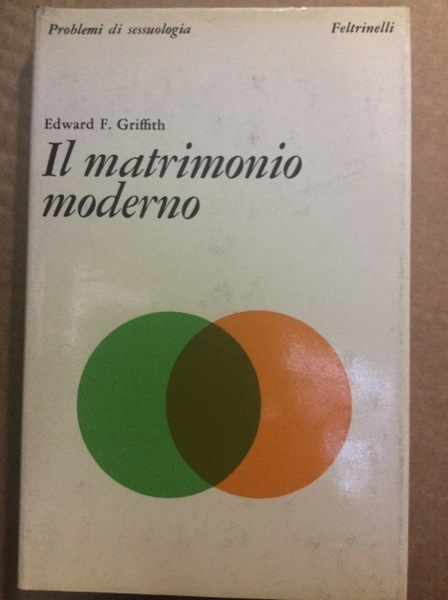 Problemi di sessuologia Feltrinelli
Edward F. Griffith
Il matrimonio
moderno